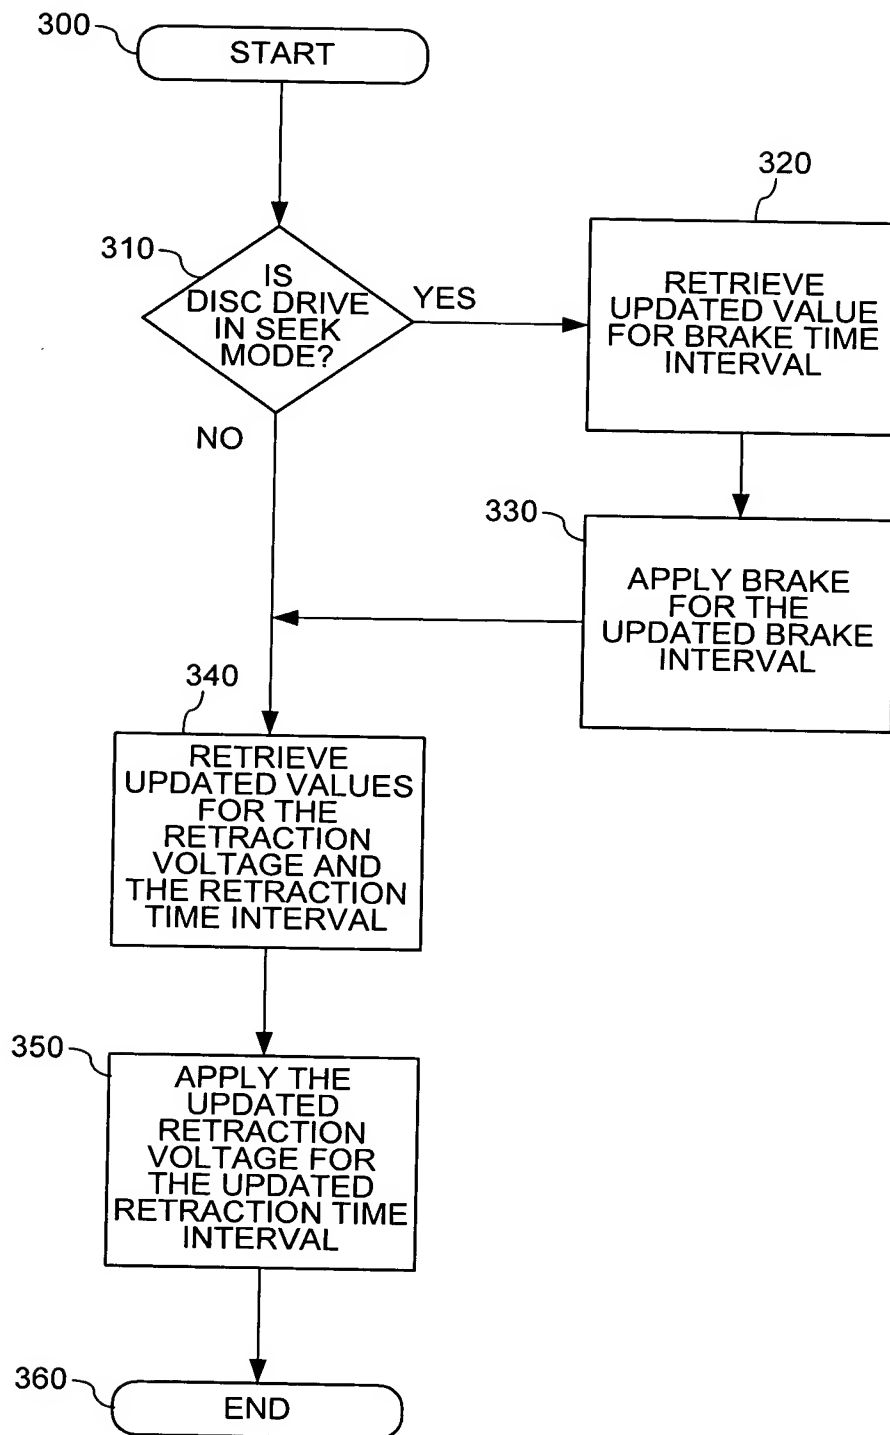 300
START
320
310
IS
DISC DRIVE
IN SEEK
MODE?
YES
RETRIEVE
UPDATED VALUE
FOR BRAKE TIME
INTERVAL
NO
330
APPLY BRAKE
FOR THE
UPDATED BRAKE
INTERVAL
340
RETRIEVE
UPDATED VALUES
FOR THE
RETRACTION
VOLTAGE AND
THE RETRACTION
TIME INTERVAL
350
APPLY THE
UPDATED
RETRACTION
VOLTAGE FOR
THE UPDATED
RETRACTION TIME
INTERVAL
360
END